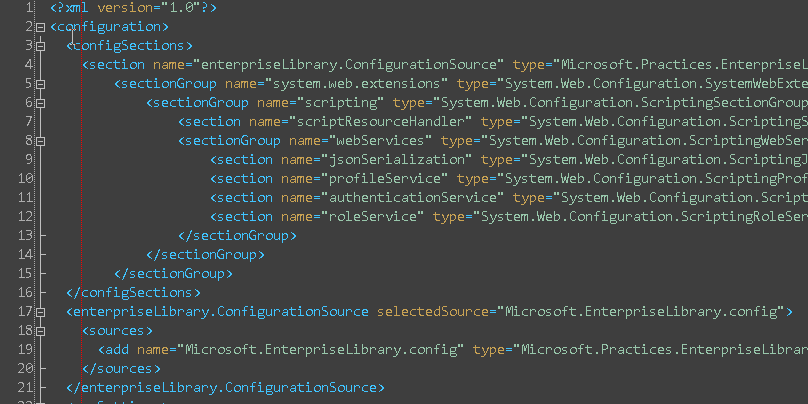 1 <?xml version="1.0"?>
2 <configuration>
3 <configSections>
4 <section name="enterpriseLibrary.ConfigurationSource" type="Microsoft.Practices.EnterpriseL
5 <sectionGroup name="system.web.extensions" type="System.Web.Configuration.SystemWebExte
6 <sectionGroup name="scripting" type="System.Web.Configuration.ScriptingSectionGroup
7 <section name="scriptResourceHandler" type="System.Web.Configuration.ScriptingS
8 <sectionGroup name="webServices" type="System.Web.Configuration.ScriptingWebSer
9 <section name="jsonSerialization" type="System.Web.Configuration.ScriptingJ
10 <section name="profileService" type="System.Web.Configuration.ScriptingProf
11 <section name="authenticationService" type="System.Web.Configuration.Script
12 <section name="roleService" type="System.Web.Configuration.ScriptingRoleSer
13 </sectionGroup>
14 </sectionGroup>
15 </sectionGroup>
16 </configSections>
17 <enterpriseLibrary.ConfigurationSource selectedSource="Microsoft.EnterpriseLibrary.config">
18 <sources>
19 <add name="Microsoft.EnterpriseLibrary.config" type="Microsoft.Practices.EnterpriseLibrar
20 </sources>
21 </enterpriseLibrary.ConfigurationSource>